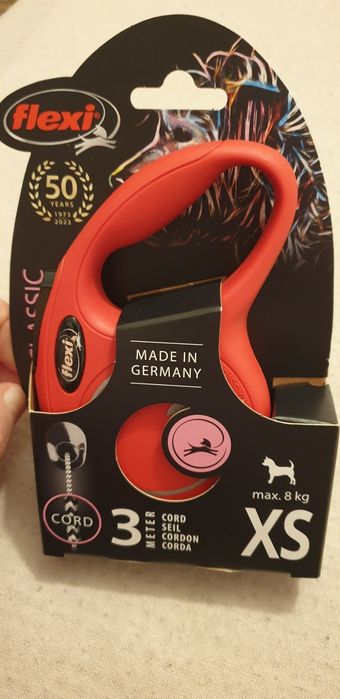 flexi
50
YEARS
1973
2023
CLASSIC
flexi
MADE IN
GERMANY
CORD
3
METER
CORD
SEIL
CORDON
CORDA
max. 8 kg
XS